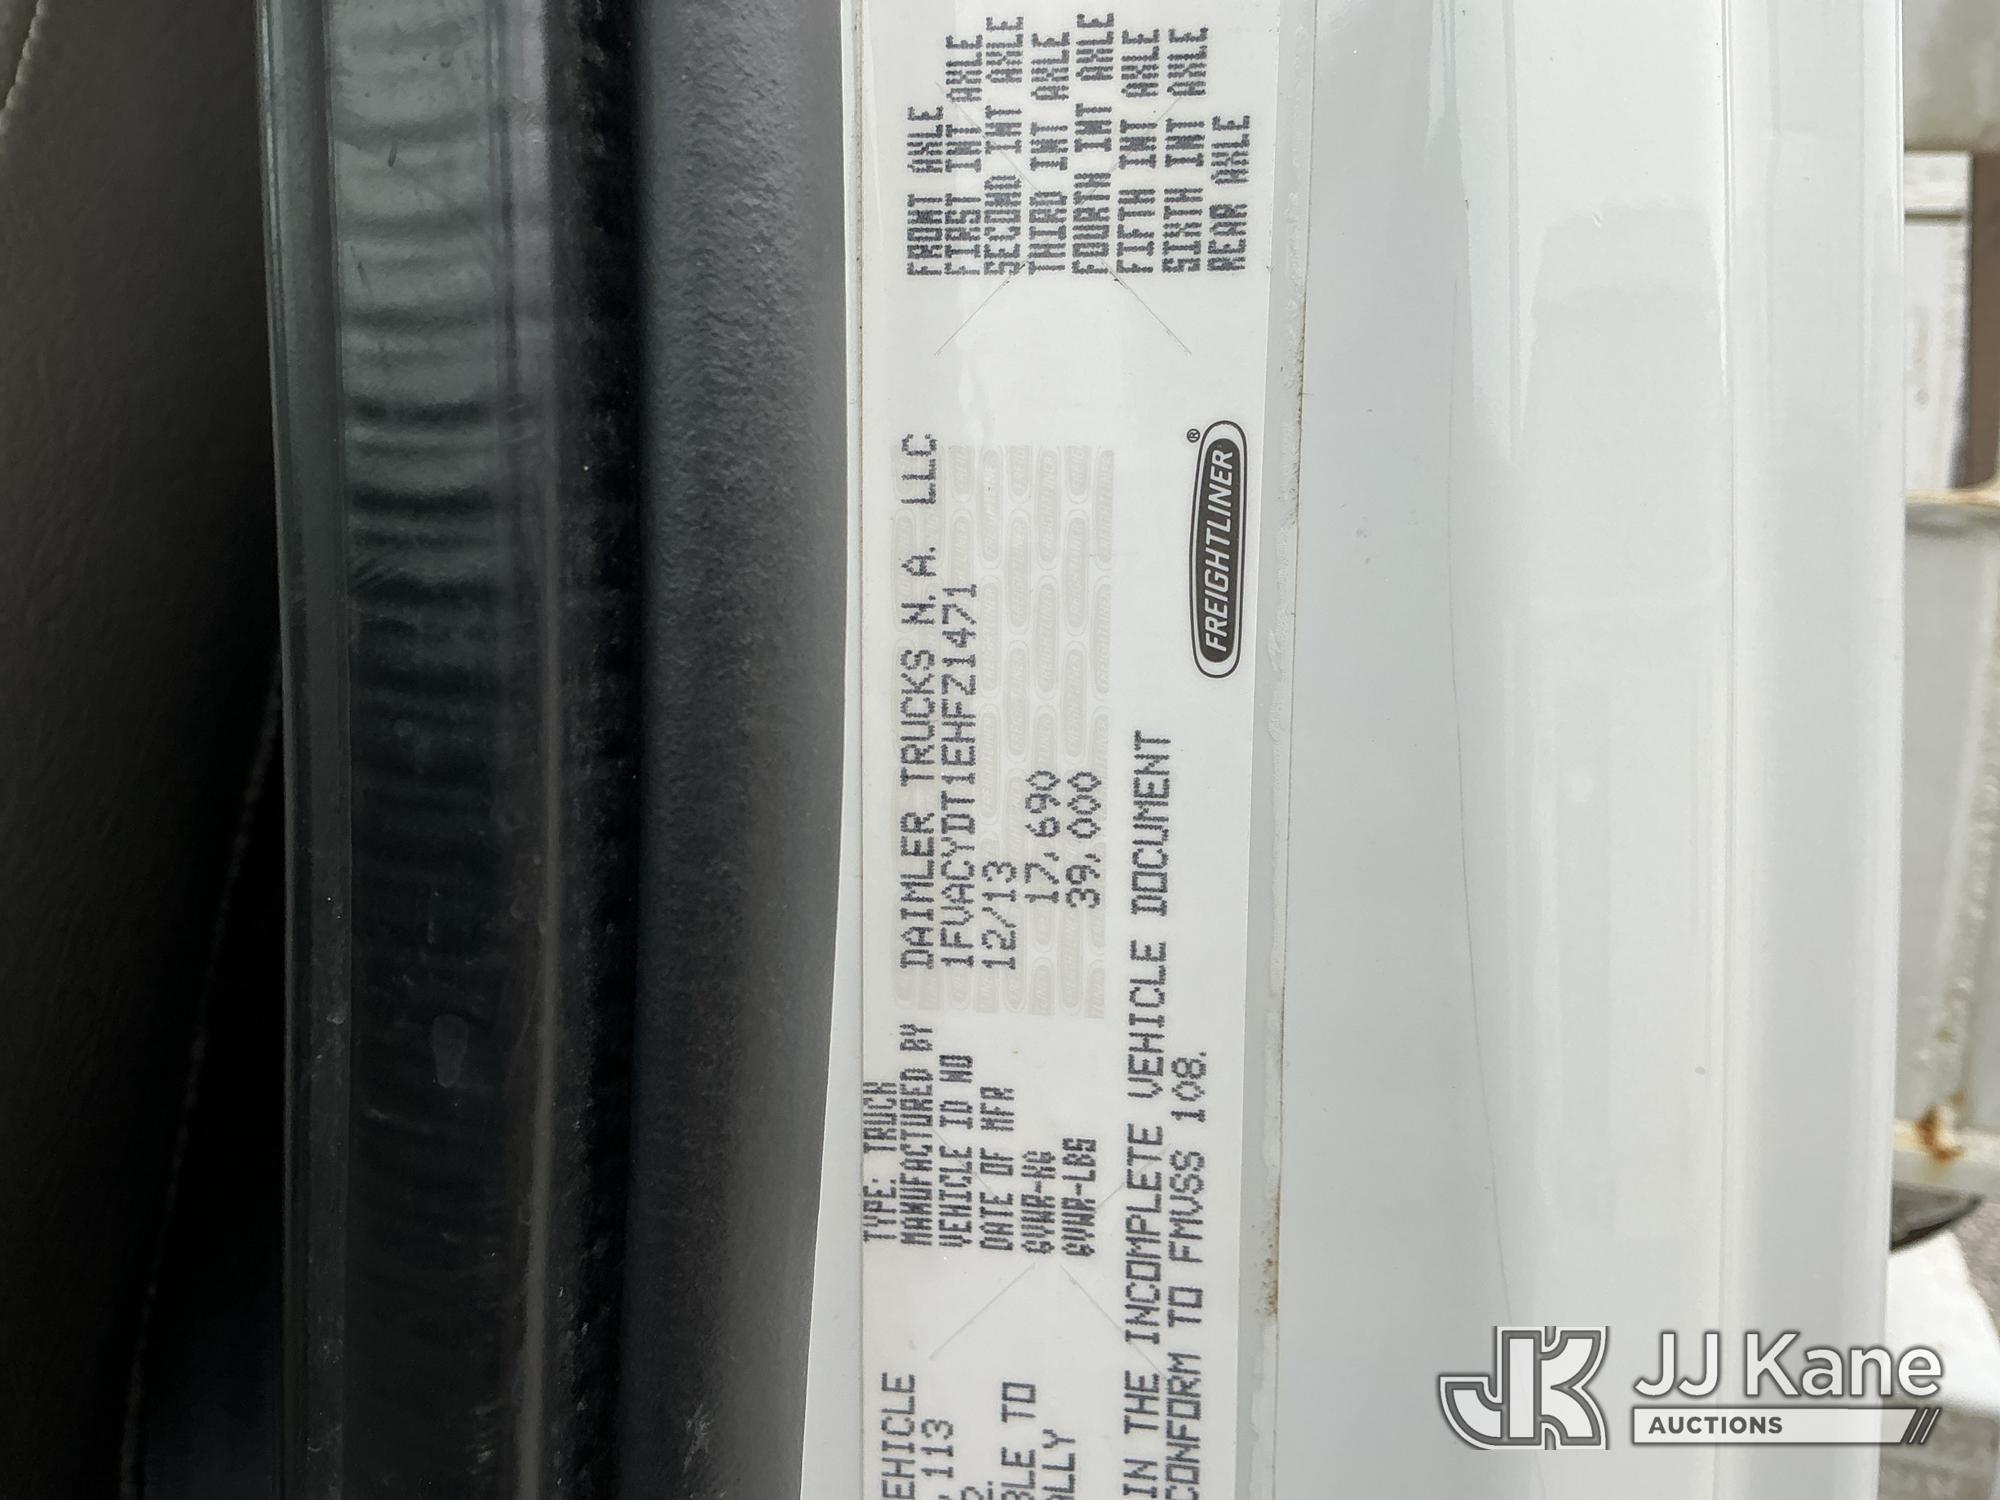 EHICLE
113
BLE TO
ALLY
IN THE INCOMPLETE VEHICLE DOCUMENT
CONFORM TO FMVSS 108.
TYPE: TRUCK
MANUFACTURED BY DAIMLER TRUCKS N.A. LLC
VEHICLE ID NO 1FVACYDT1EHFZ1471
DATE OF MFR 12/13
GVWR-KG 17,690
GVWR-LBS 39,000
FREIGHTLINER®
FRONT AXLE
FIRST INT AXLE
SECOND INT AXLE
THIRD INT AXLE
FOURTH INT AXLE
FIFTH INT AXLE
SIXTH INT AXLE
REAR AXLE
JK JJ Kane
AUCTIONS